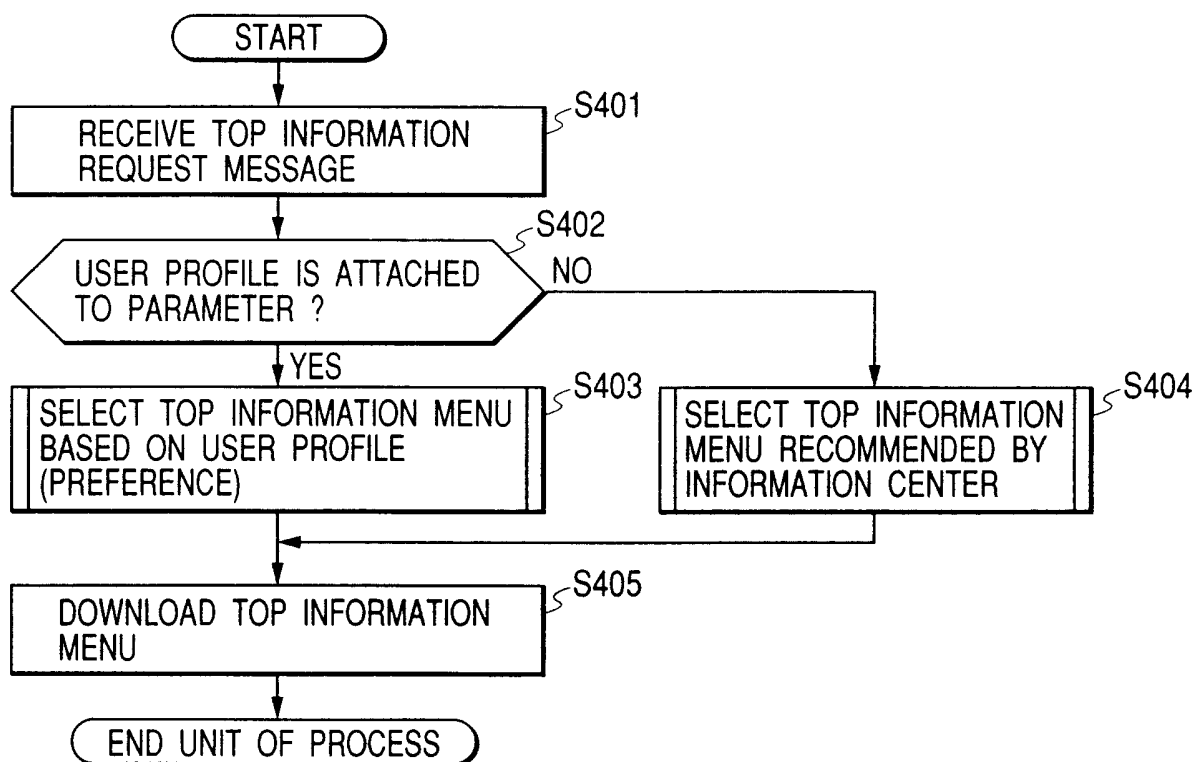 START
S401
RECEIVE TOP INFORMATION
REQUEST MESSAGE
S402
USER PROFILE IS ATTACHED
TO PARAMETER ?
NO
YES
S403
SELECT TOP INFORMATION MENU
BASED ON USER PROFILE
(PREFERENCE)
S404
SELECT TOP INFORMATION
MENU RECOMMENDED BY
INFORMATION CENTER
S405
DOWNLOAD TOP INFORMATION
MENU
END UNIT OF PROCESS